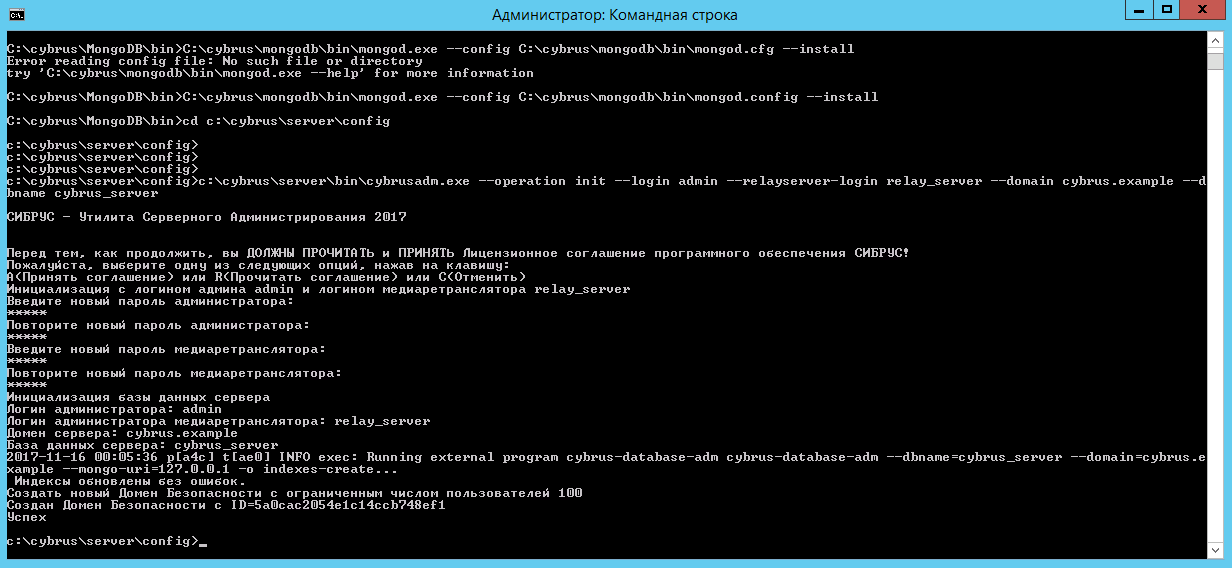 Администратор: Командная строка
C:\cybrus\MongoDB\bin>C:\cybrus\mongodb\bin\mongod.exe --config C:\cybrus\mongodb\bin\mongod.cfg --install
Error reading config file: No such file or directory
try 'C:\cybrus\mongodb\bin\mongod.exe --help' for more information
C:\cybrus\MongoDB\bin>C:\cybrus\mongodb\bin\mongod.exe --config C:\cybrus\mongodb\bin\mongod.config --install
C:\cybrus\MongoDB\bin>cd c:\cybrus\server\config
c:\cybrus\server\config>
c:\cybrus\server\config>
c:\cybrus\server\config>
c:\cybrus\server\config>c:\cybrus\server\bin\cybrusadm.exe --operation init --login admin --relayserver-login relay_server --domain cybrus.example --d
bname cybrus_server
СИБРУС - Утилита Серверного Администрирования 2017
Перед тем, как продолжить, вы ДОЛЖНЫ ПРОЧИТАТЬ и ПРИНЯТЬ Лицензионное соглашение программного обеспечения СИБРУС!
Пожалуйста, выберите одну из следующих опций, нажав на клавишу:
A(Принять соглашение) или R(Прочитать соглашение) или C(Отменить)
Инициализация с логином админа admin и логином медиаретранслятора relay_server
Введите новый пароль администратора:
*****
Повторите новый пароль администратора:
*****
Введите новый пароль медиаретранслятора:
*****
Повторите новый пароль медиаретранслятора:
*****
Инициализация базы данных сервера
Логин администратора: admin
Логин администратора медиаретранслятора: relay_server
Домен сервера: cybrus.example
База данных сервера: cybrus_server
2017-11-16 00:05:36 p[a4c] t[ae0] INFO exec: Running external program cybrus-database-adm cybrus-database-adm --dbname=cybrus_server --domain=cybrus.e
xample --mongo-uri=127.0.0.1 -o indexes-create...
Индексы обновлены без ошибок.
Создать новый Домен Безопасности с ограниченным числом пользователей 100
Создан Домен Безопасности с ID=5a0cac2054e1c14ccb748ef1
Успех
c:\cybrus\server\config>_